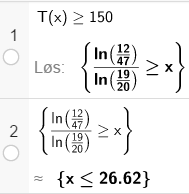 T(x) ≥ 150
1
Løs: { ln(12/47) / ln(19/20) ≥ x }
2
{ ln(12/47) / ln(19/20) ≥ x }
≈ {x ≤ 26.62}